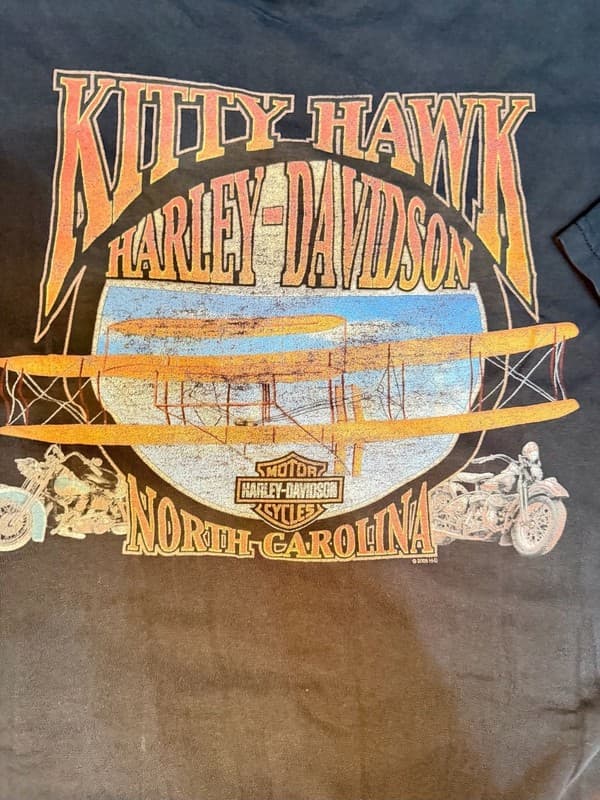 KITTY HAWK
HARLEY-DAVIDSON
MOTOR
HARLEY-DAVIDSON
CYCLES
NORTH CAROLINA